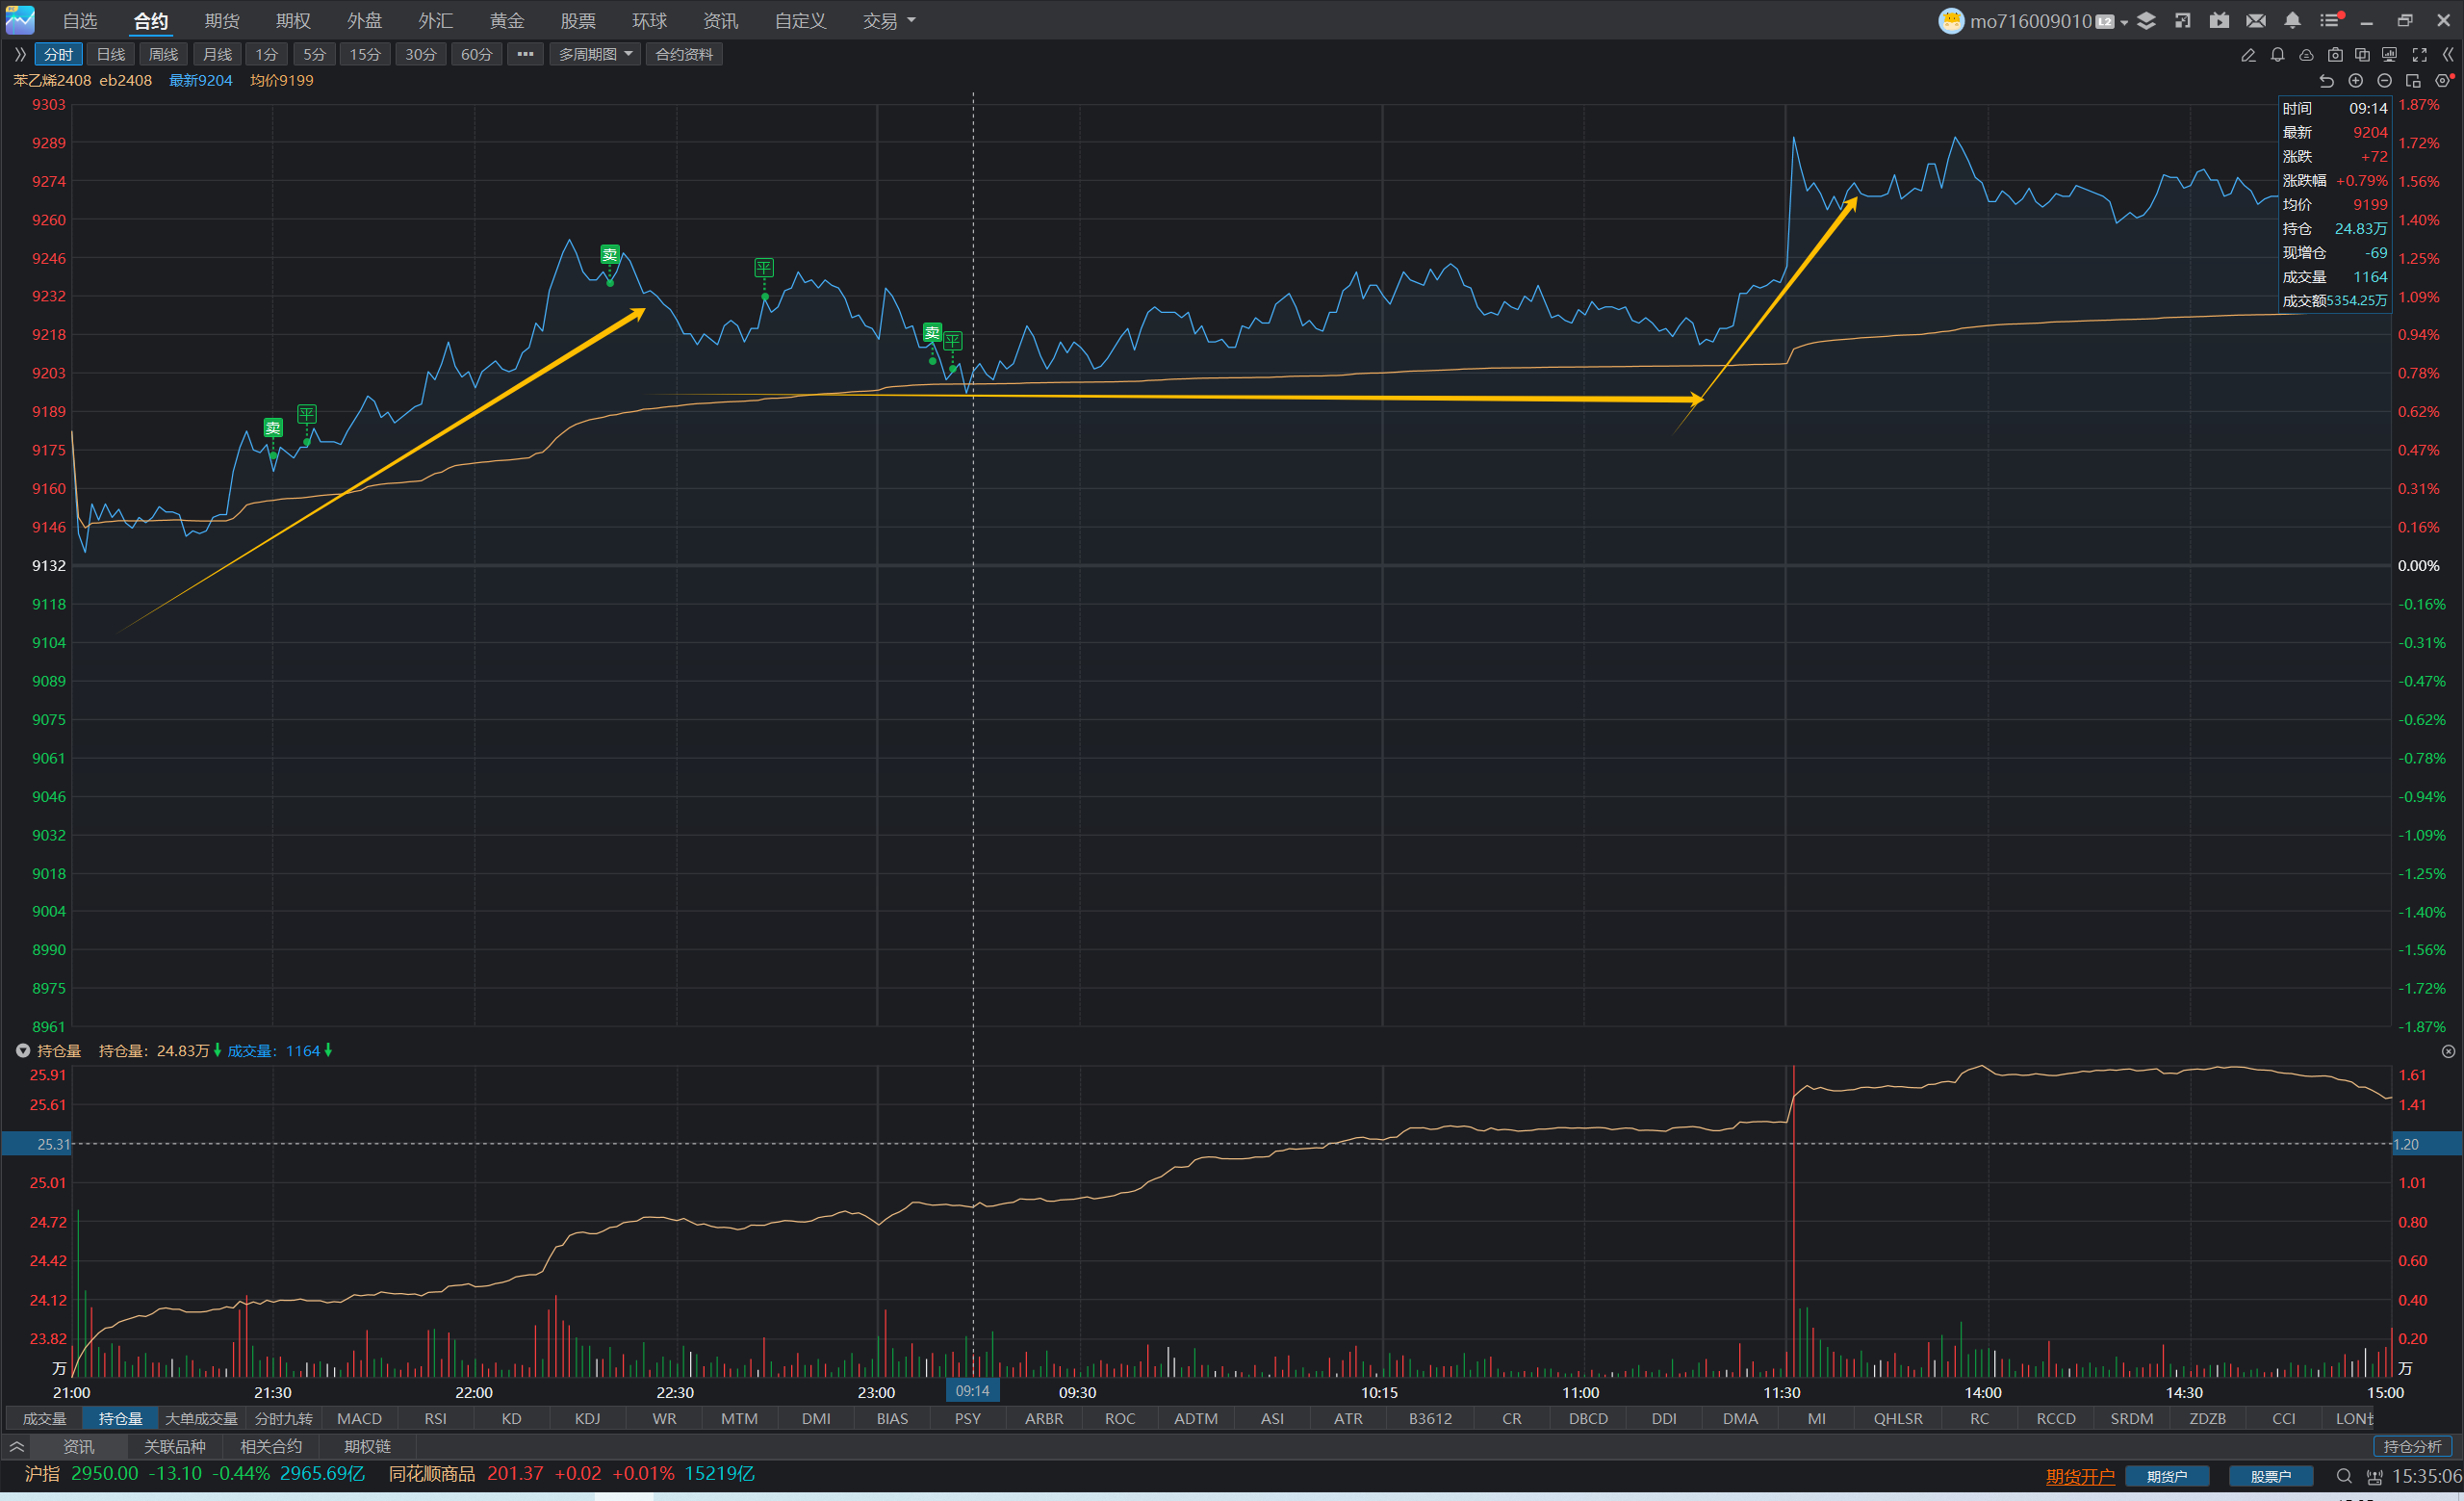 自选 合约 期货 期权 外盘 外汇 黄金 股票 环球 资讯 自定义 交易 mo716009010 L2
分时 日线 周线 月线 1分 5分 15分 30分 60分 ••• 多周期图 合约资料
苯乙烯2408 eb2408 最新9204 均价9199
9303 1.87%
9289 1.72%
9274 1.56%
9260 1.40%
9246 1.25%
9232 1.09%
9218 0.94%
9203 0.78%
9189 0.62%
9175 0.47%
9160 0.31%
9146 0.16%
9132 0.00%
9118 -0.16%
9104 -0.31%
9089 -0.47%
9075 -0.62%
9061 -0.78%
9046 -0.94%
9032 -1.09%
9018 -1.25%
9004 -1.40%
8990 -1.56%
8975 -1.72%
8961 -1.87%
时间 09:14
最新 9204
涨跌 +72
涨跌幅 +0.79%
均价 9199
持仓 24.83万
现增仓 -69
成交量 1164
成交额5354.25万
卖 平
卖 平
卖 平
持仓量 持仓量：24.83万 成交量：1164
25.91 1.61
25.61 1.41
25.31 1.20
25.01 1.01
24.72 0.80
24.42 0.60
24.12 0.40
23.82 0.20
万 万
21:00 21:30 22:00 22:30 23:00 09:14 09:30 10:15 11:00 11:30 14:00 14:30 15:00
成交量 持仓量 大单成交量 分时九转 MACD RSI KD KDJ WR MTM DMI BIAS PSY ARBR ROC ADTM ASI ATR B3612 CR DBCD DDI DMA MI QHLSR RC RCCD SRDM ZDZB CCI
资讯 关联品种 相关合约 期权链 持仓分析
沪指 2950.00 -13.10 -0.44% 2965.69亿 同花顺商品 201.37 +0.02 +0.01% 15219亿 期货开户 期货户 股票户 15:35:06